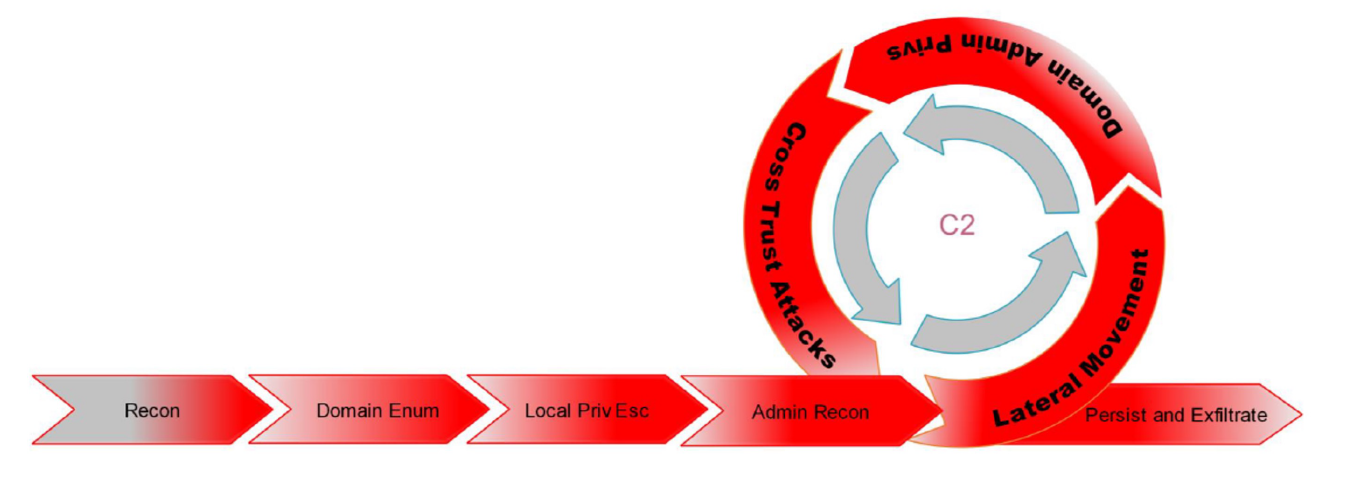 Domain Admin Privs
Cross Trust Attacks
C2
Lateral Movement
Recon
Domain Enum
Local Priv Esc
Admin Recon
Persist and Exfiltrate